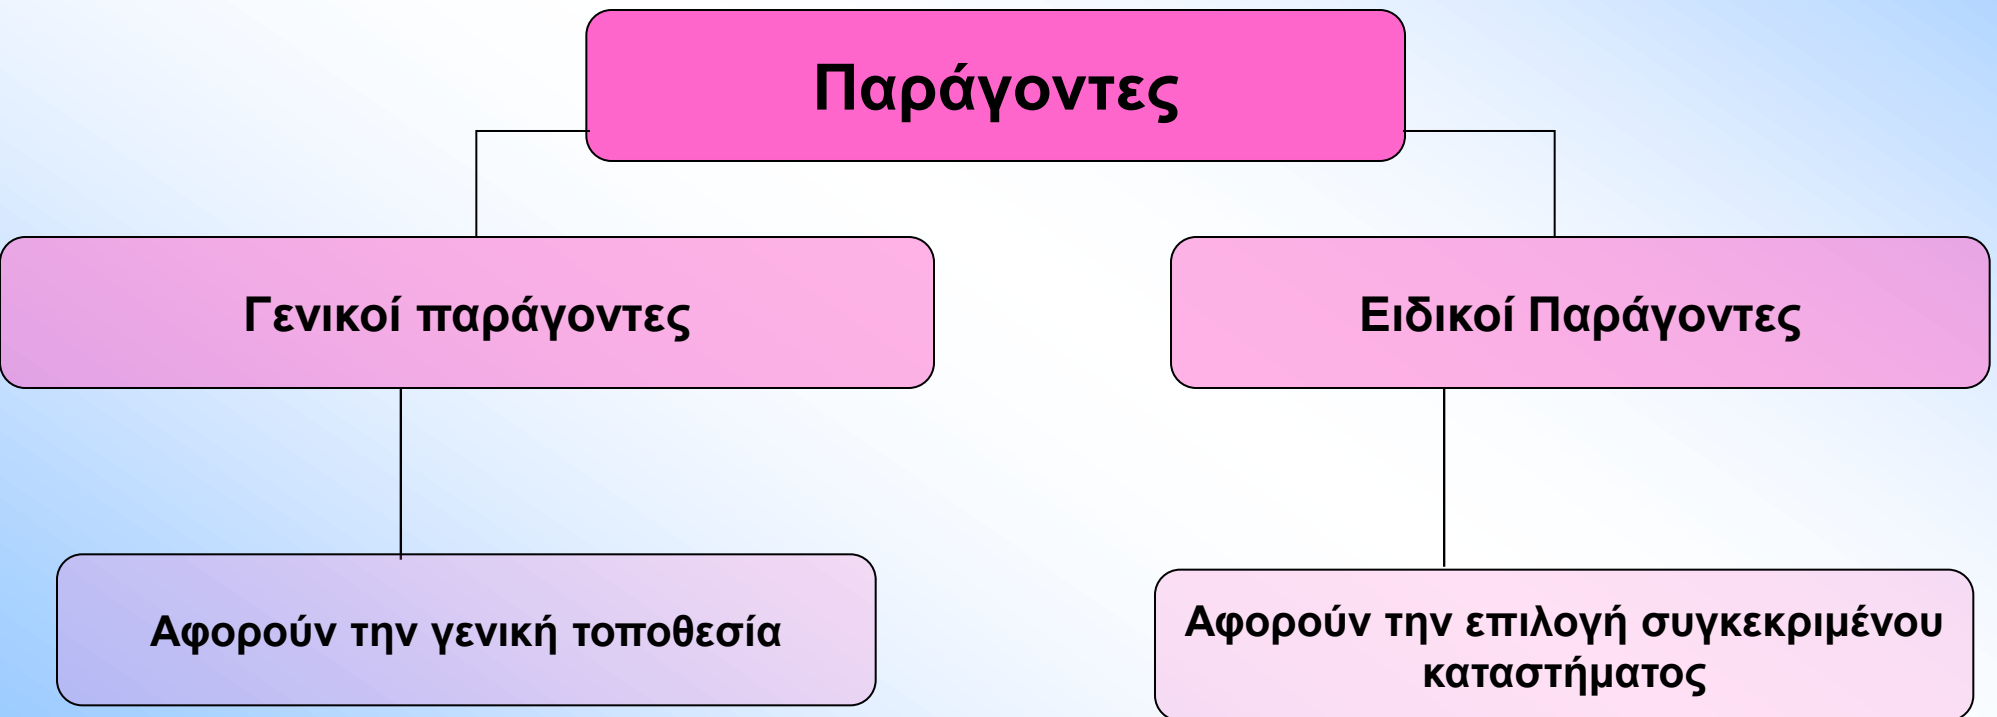 Παράγοντες
Γενικοί παράγοντες
Ειδικοί Παράγοντες
Αφορούν την γενική τοποθεσία
Αφορούν την επιλογή συγκεκριμένου
καταστήματος